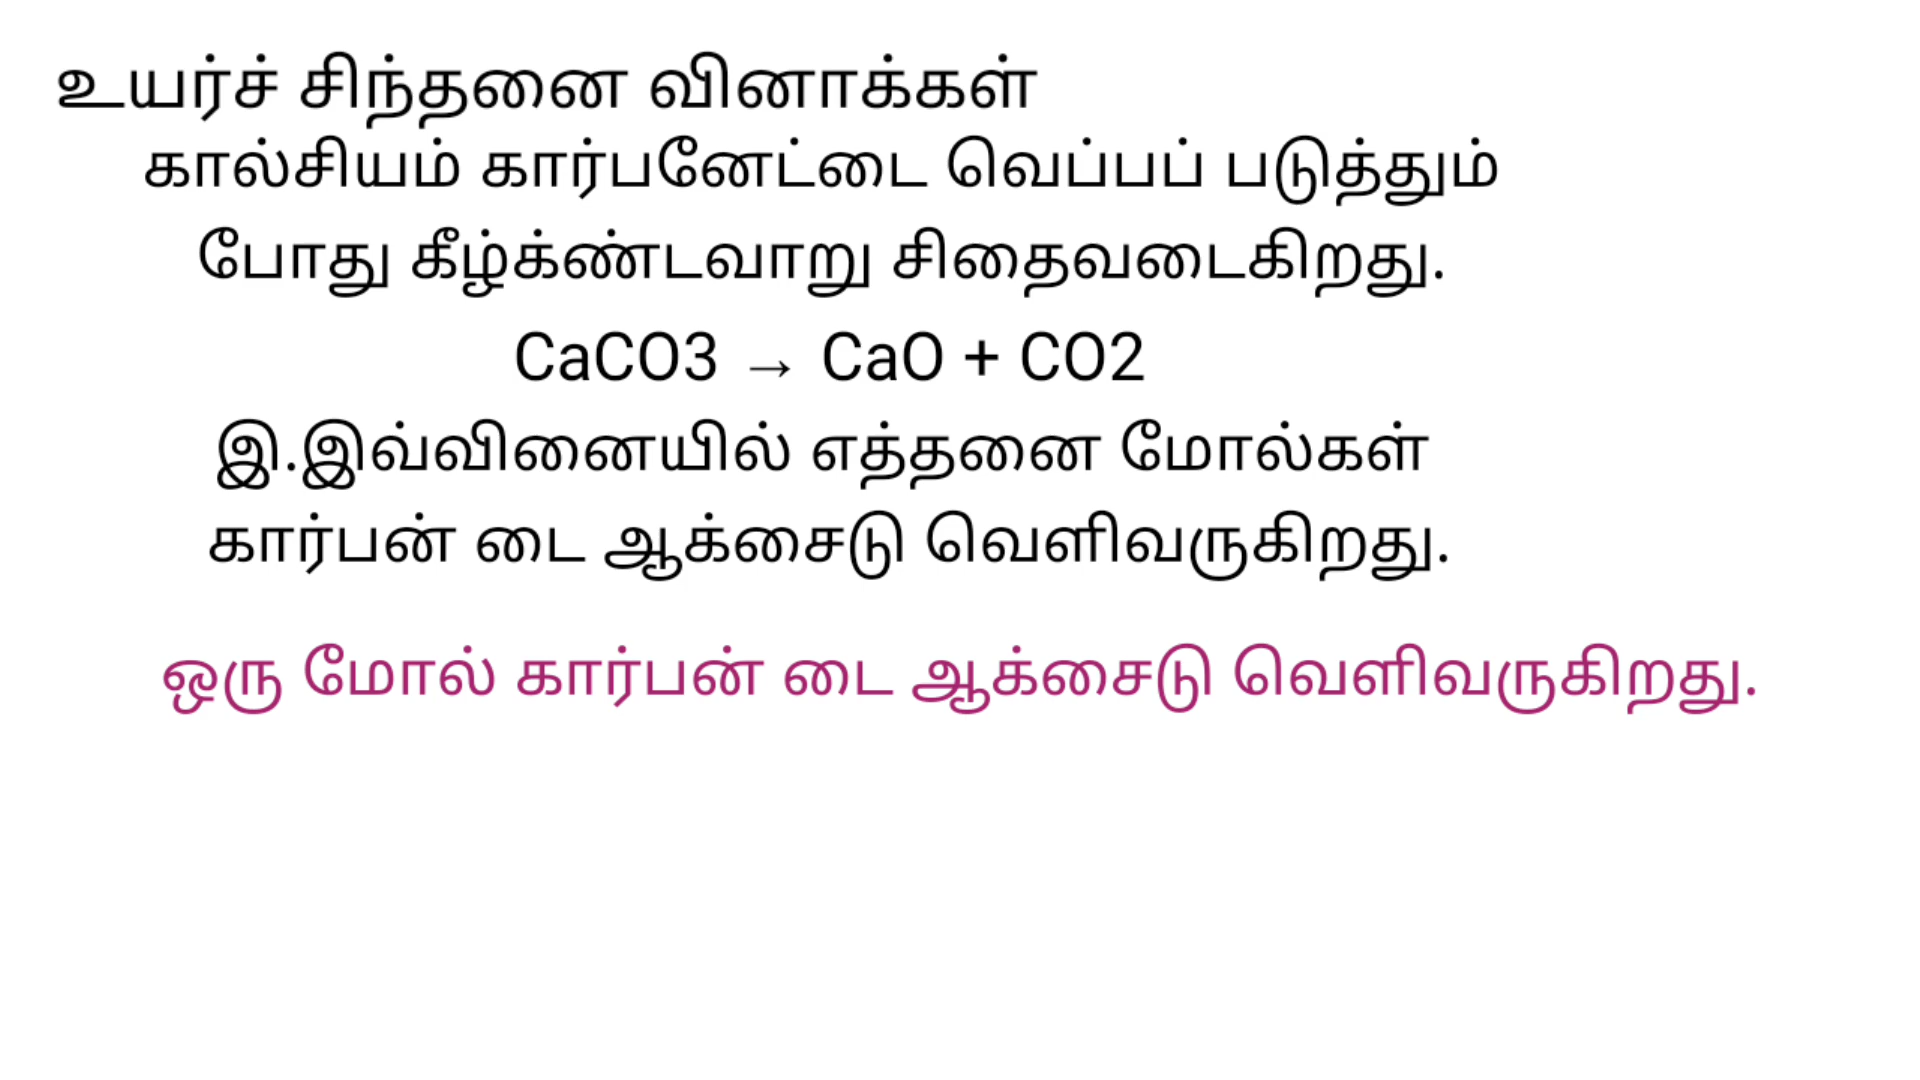 உயர்ச் சிந்தனை வினாக்கள்
கால்சியம் கார்பனேட்டை வெப்பப் படுத்தும்
போது கீழ்க்ண்டவாறு சிதைவடைகிறது.
CaCO3 → CaO + CO2
இ.இவ்வினையில் எத்தனை மோல்கள்
கார்பன் டை ஆக்சைடு வெளிவருகிறது.
ஒரு மோல் கார்பன் டை ஆக்சைடு வெளிவருகிறது.